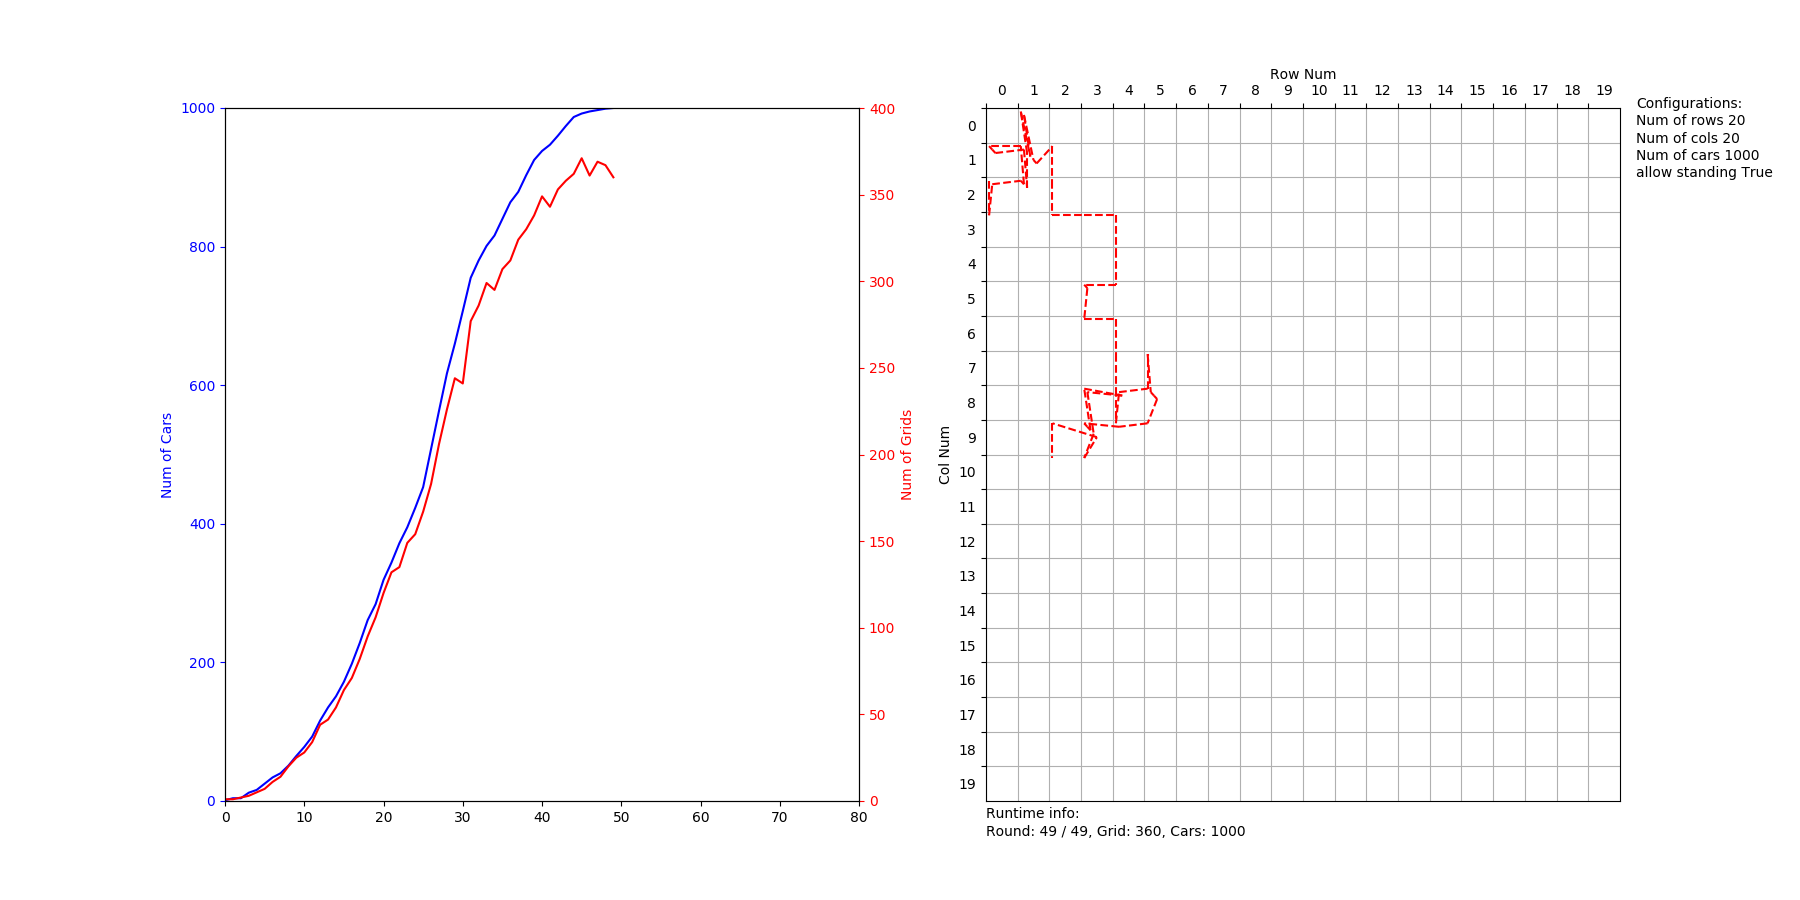 Row Num
0 1 2 3 4 5 6 7 8 9 10 11 12 13 14 15 16 17 18 19
Configurations:
Num of rows 20
Num of cols 20
Num of cars 1000
allow standing True
1000
800
600
400
200
0
Num of Cars
0 10 20 30 40 50 60 70 80
400
350
300
250
200
150
100
50
0
Num of Grids
Col Num
0
1
2
3
4
5
6
7
8
9
10
11
12
13
14
15
16
17
18
19
Runtime info:
Round: 49 / 49, Grid: 360, Cars: 1000